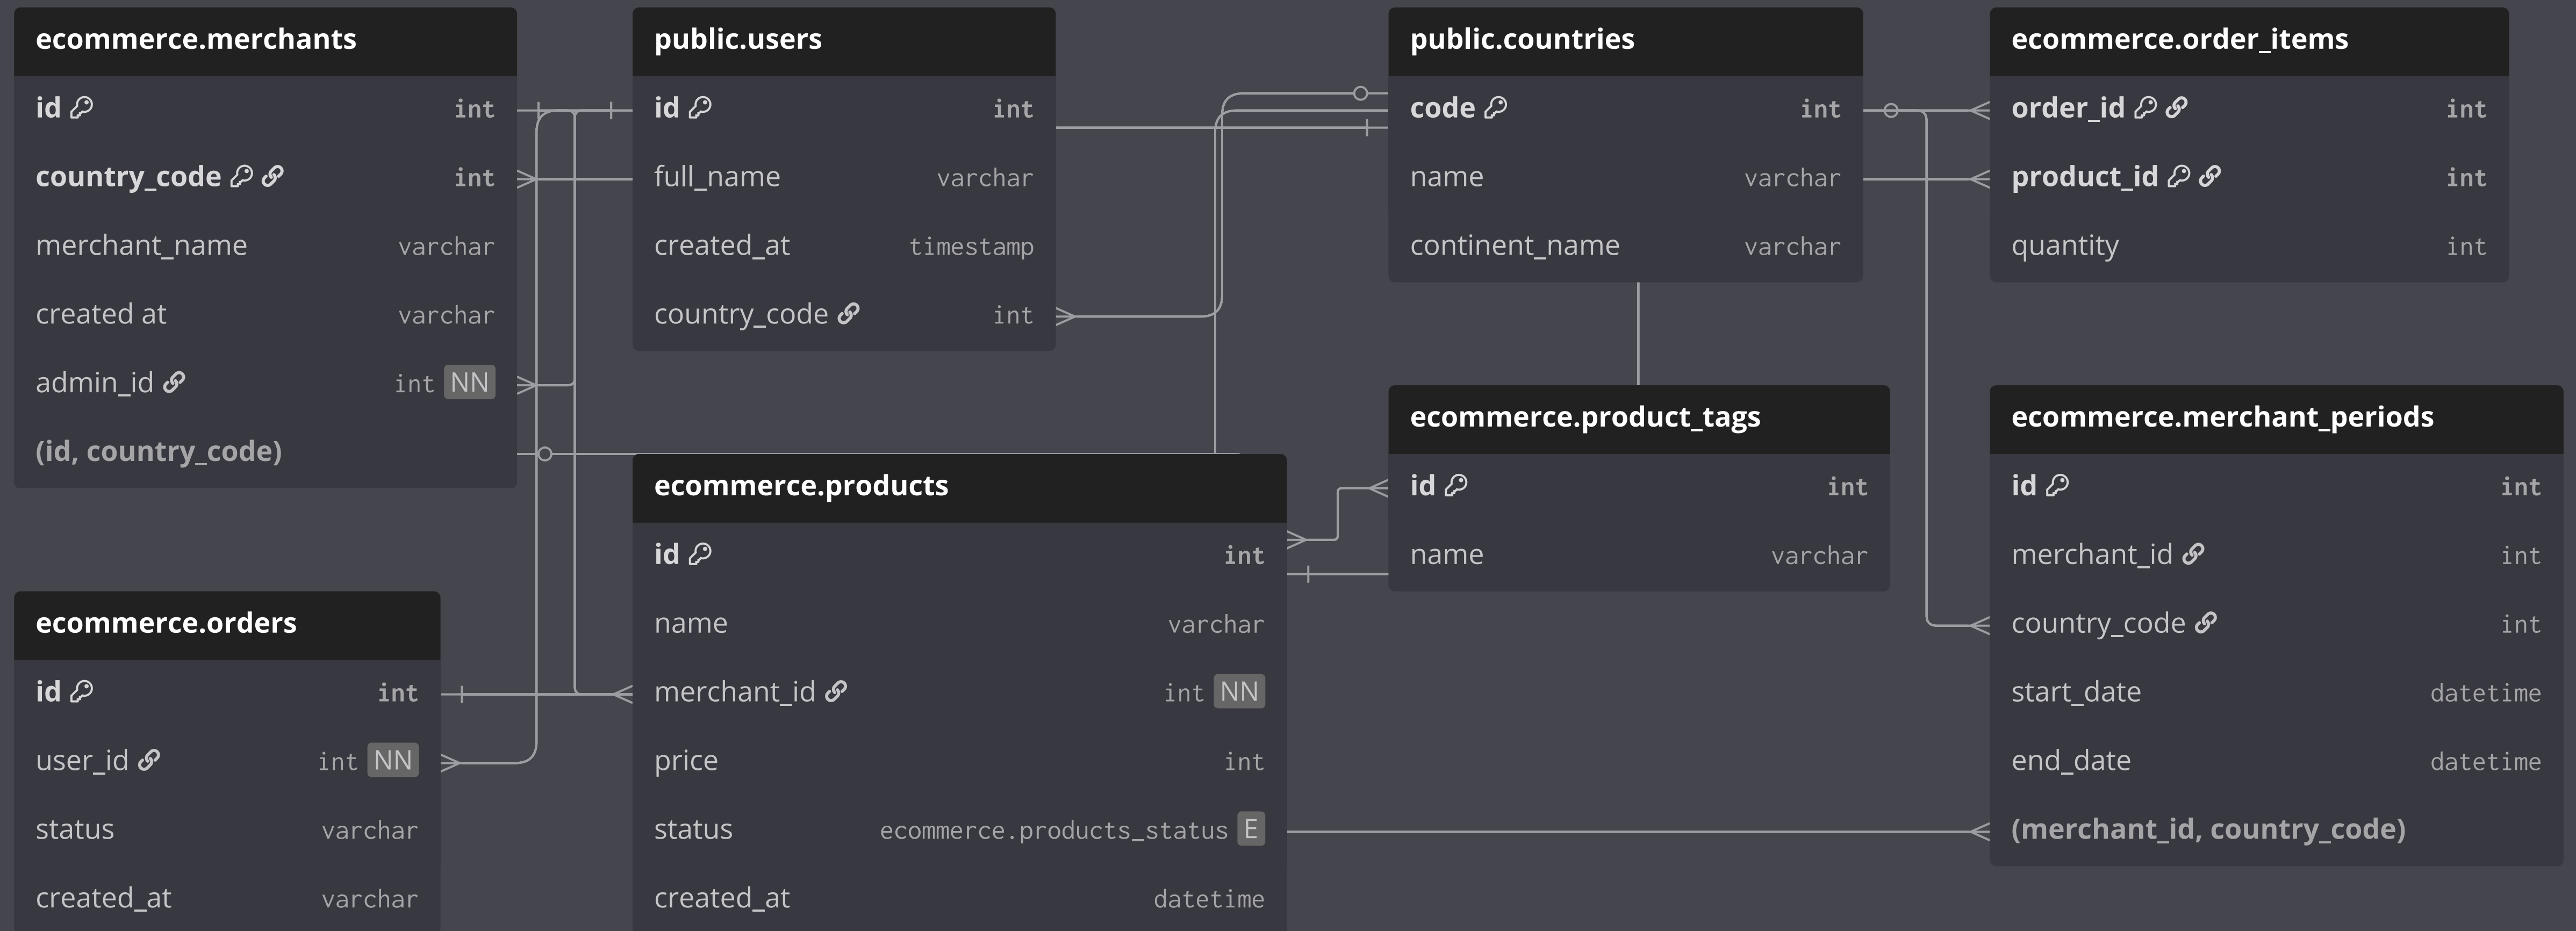 ecommerce.merchants
id int
country_code int
merchant_name varchar
created at varchar
admin_id int NN
(id, country_code)
public.users
id int
full_name varchar
created_at timestamp
country_code int
public.countries
code int
name varchar
continent_name varchar
ecommerce.order_items
order_id int
product_id int
quantity int
ecommerce.orders
id int
user_id int NN
status varchar
created_at varchar
ecommerce.products
id int
name varchar
merchant_id int NN
price int
status ecommerce.products_status E
created_at datetime
ecommerce.product_tags
id int
name varchar
ecommerce.merchant_periods
id int
merchant_id int
country_code int
start_date datetime
end_date datetime
(merchant_id, country_code)